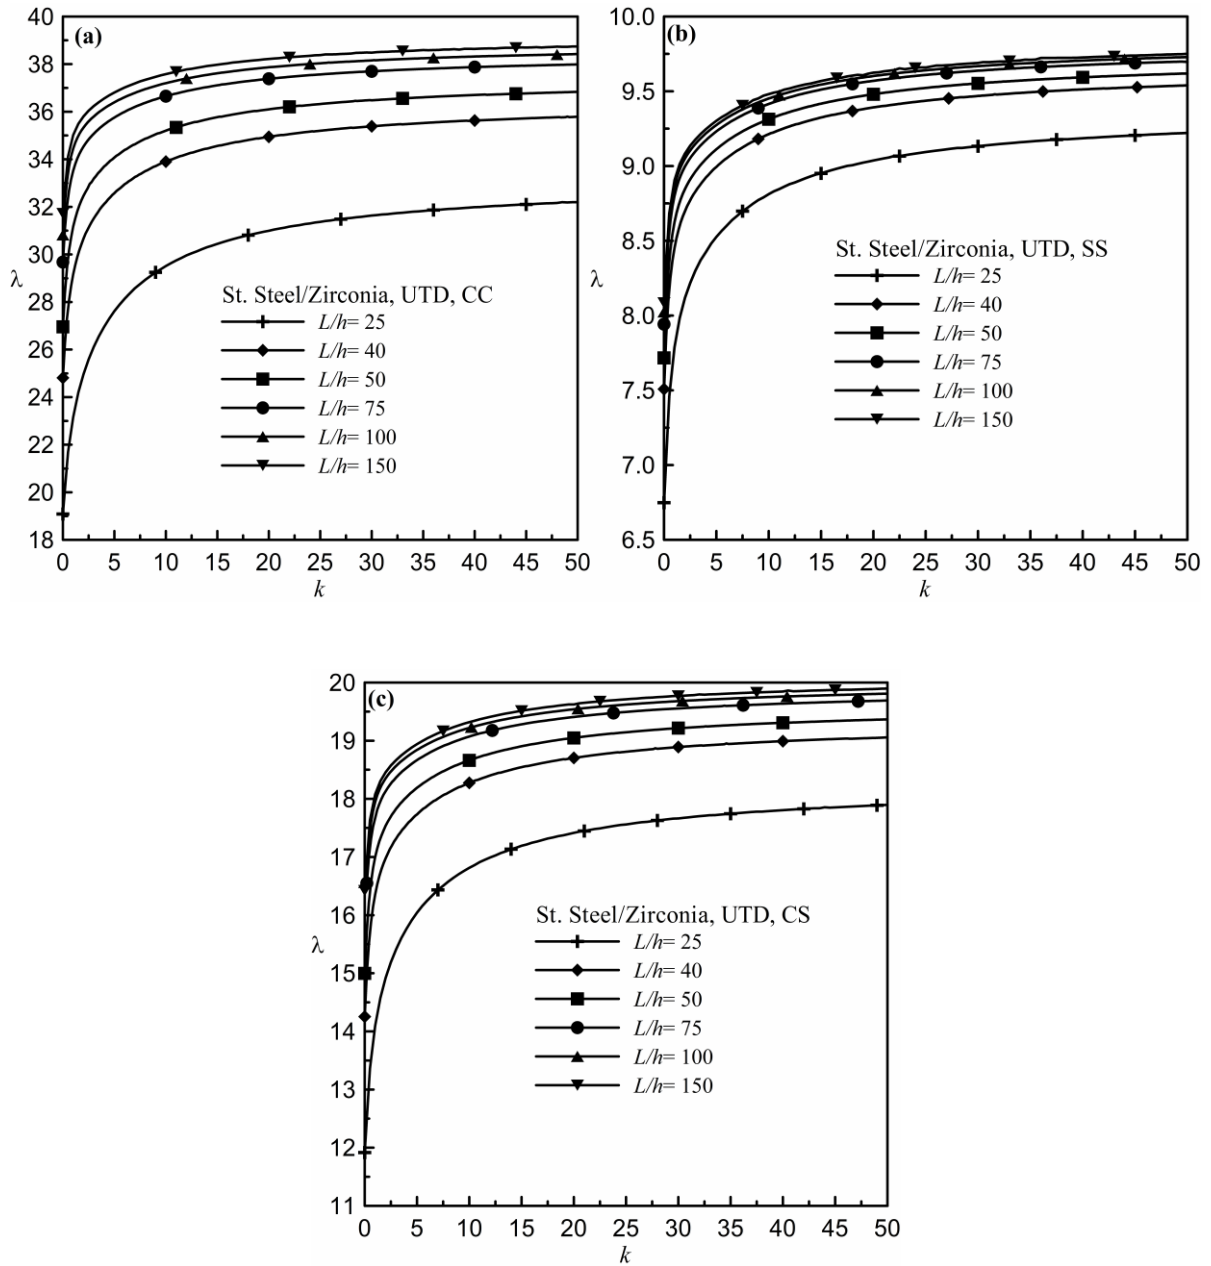 (a)
40
38
36
34
32
30
λ
28
26
24
22
20
19
18
St. Steel/Zirconia, UTD, CC
L/h= 25
L/h= 40
L/h= 50
L/h= 75
L/h= 100
L/h= 150
0 5 10 15 20 25 30 35 40 45 50
k
(b)
10.0
9.5
9.0
8.5
λ
8.0
7.5
7.0
6.5
St. Steel/Zirconia, UTD, SS
L/h= 25
L/h= 40
L/h= 50
L/h= 75
L/h= 100
L/h= 150
0 5 10 15 20 25 30 35 40 45 50
k
(c)
20
19
18
17
16
λ
15
14
13
12
11
St. Steel/Zirconia, UTD, CS
L/h= 25
L/h= 40
L/h= 50
L/h= 75
L/h= 100
L/h= 150
0 5 10 15 20 25 30 35 40 45 50
k